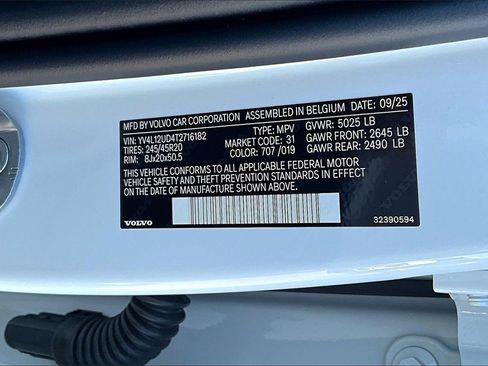 MFD. BY VOLVO CAR CORPORATION ASSEMBLED IN BELGIUM DATE 09/25
VIN: YV4L12UD4T2716182 TYPE: MPV GVWR: 5025 LB
TIRES: 245/45R20 MARKET CODE: 31 GAWR FRONT: 2645 LB
RIM: 8Jx20x50.5 COLOR: 707 /019 GAWR REAR: 2490 LB
THIS VEHICLE CONFORMS TO ALL APPLICABLE FEDERAL MOTOR
VEHICLE SAFETY AND THEFT PREVENTION STANDARDS IN EFFECT
ON THE DATE OF MANUFACTURE SHOWN ABOVE.
VOLVO 32390594